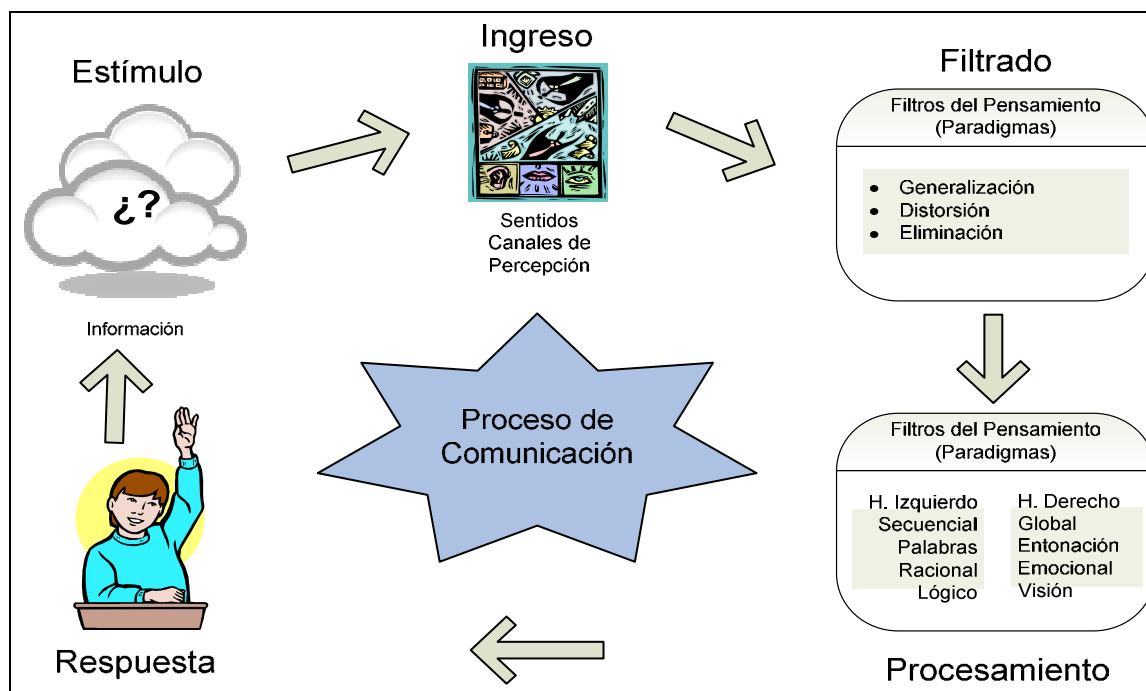 Estímulo
¿?
Información
Ingreso
Sentidos
Canales de
Percepción
Filtrado
Filtros del Pensamiento
(Paradigmas)
• Generalización
• Distorsión
• Eliminación
Proceso de
Comunicación
Filtros del Pensamiento
(Paradigmas)
H. Izquierdo H. Derecho
Secuencial Global
Palabras Entonación
Racional Emocional
Lógico Visión
Procesamiento
Respuesta